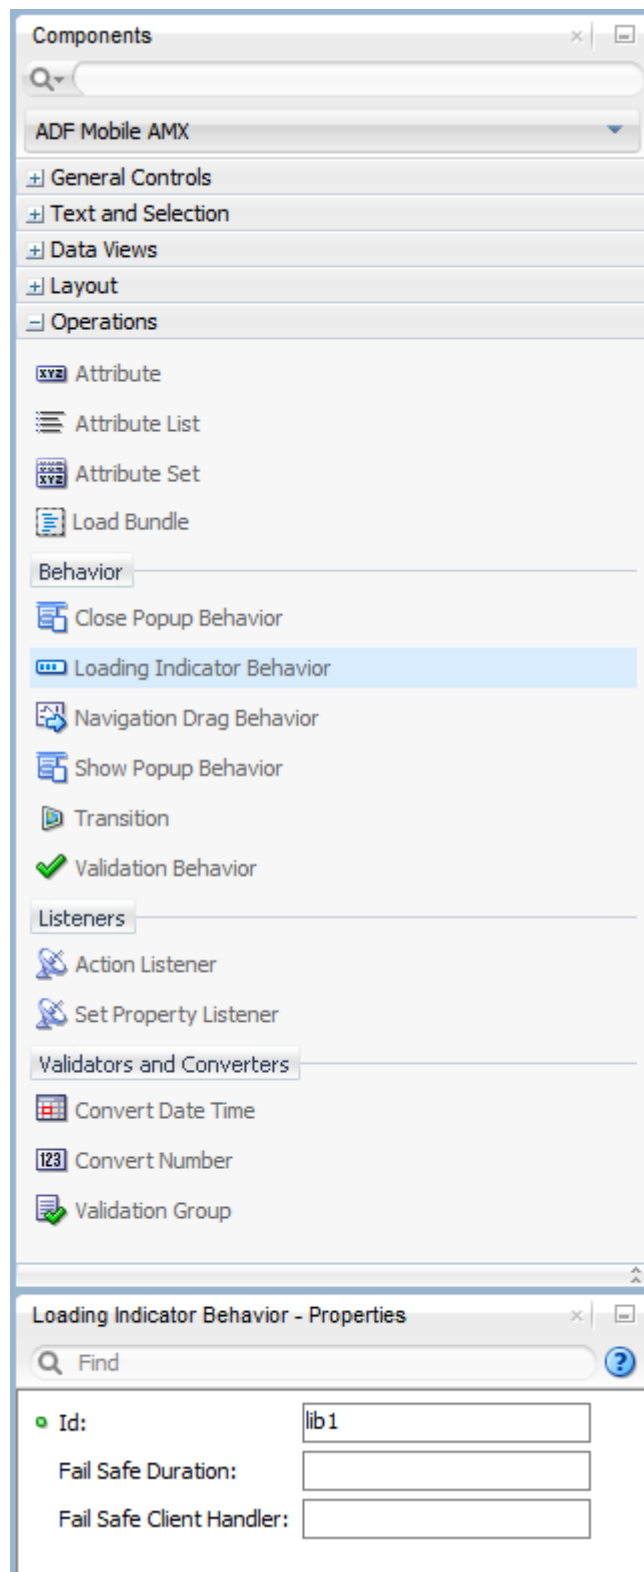 Components
ADF Mobile AMX
General Controls
Text and Selection
Data Views
Layout
Operations
XYZ Attribute
Attribute List
XYZ Attribute Set
Load Bundle
Behavior
Close Popup Behavior
Loading Indicator Behavior
Navigation Drag Behavior
Show Popup Behavior
Transition
Validation Behavior
Listeners
Action Listener
Set Property Listener
Validators and Converters
Convert Date Time
123 Convert Number
Validation Group
Loading Indicator Behavior - Properties
Find
Id: lib1
Fail Safe Duration:
Fail Safe Client Handler: